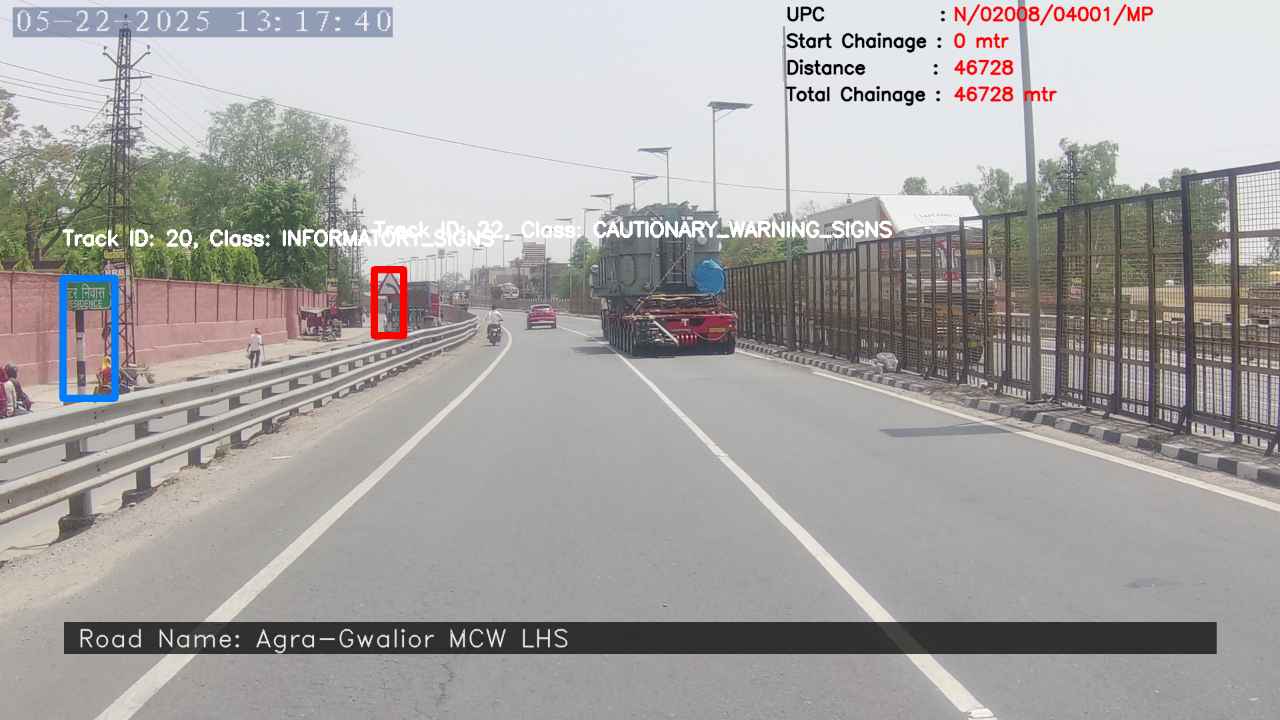 05-22-2025 13:17:40
UPC : N/02008/04001/MP
Start Chainage : 0 mtr
Distance : 46728
Total Chainage : 46728 mtr
Track ID: 22, Class: CAUTIONARY_WARNING_SIGNS
Track ID: 20, Class: INFORMATORY_SIGNS
निवास
RESIDENCE
Road Name: Agra-Gwalior MCW LHS